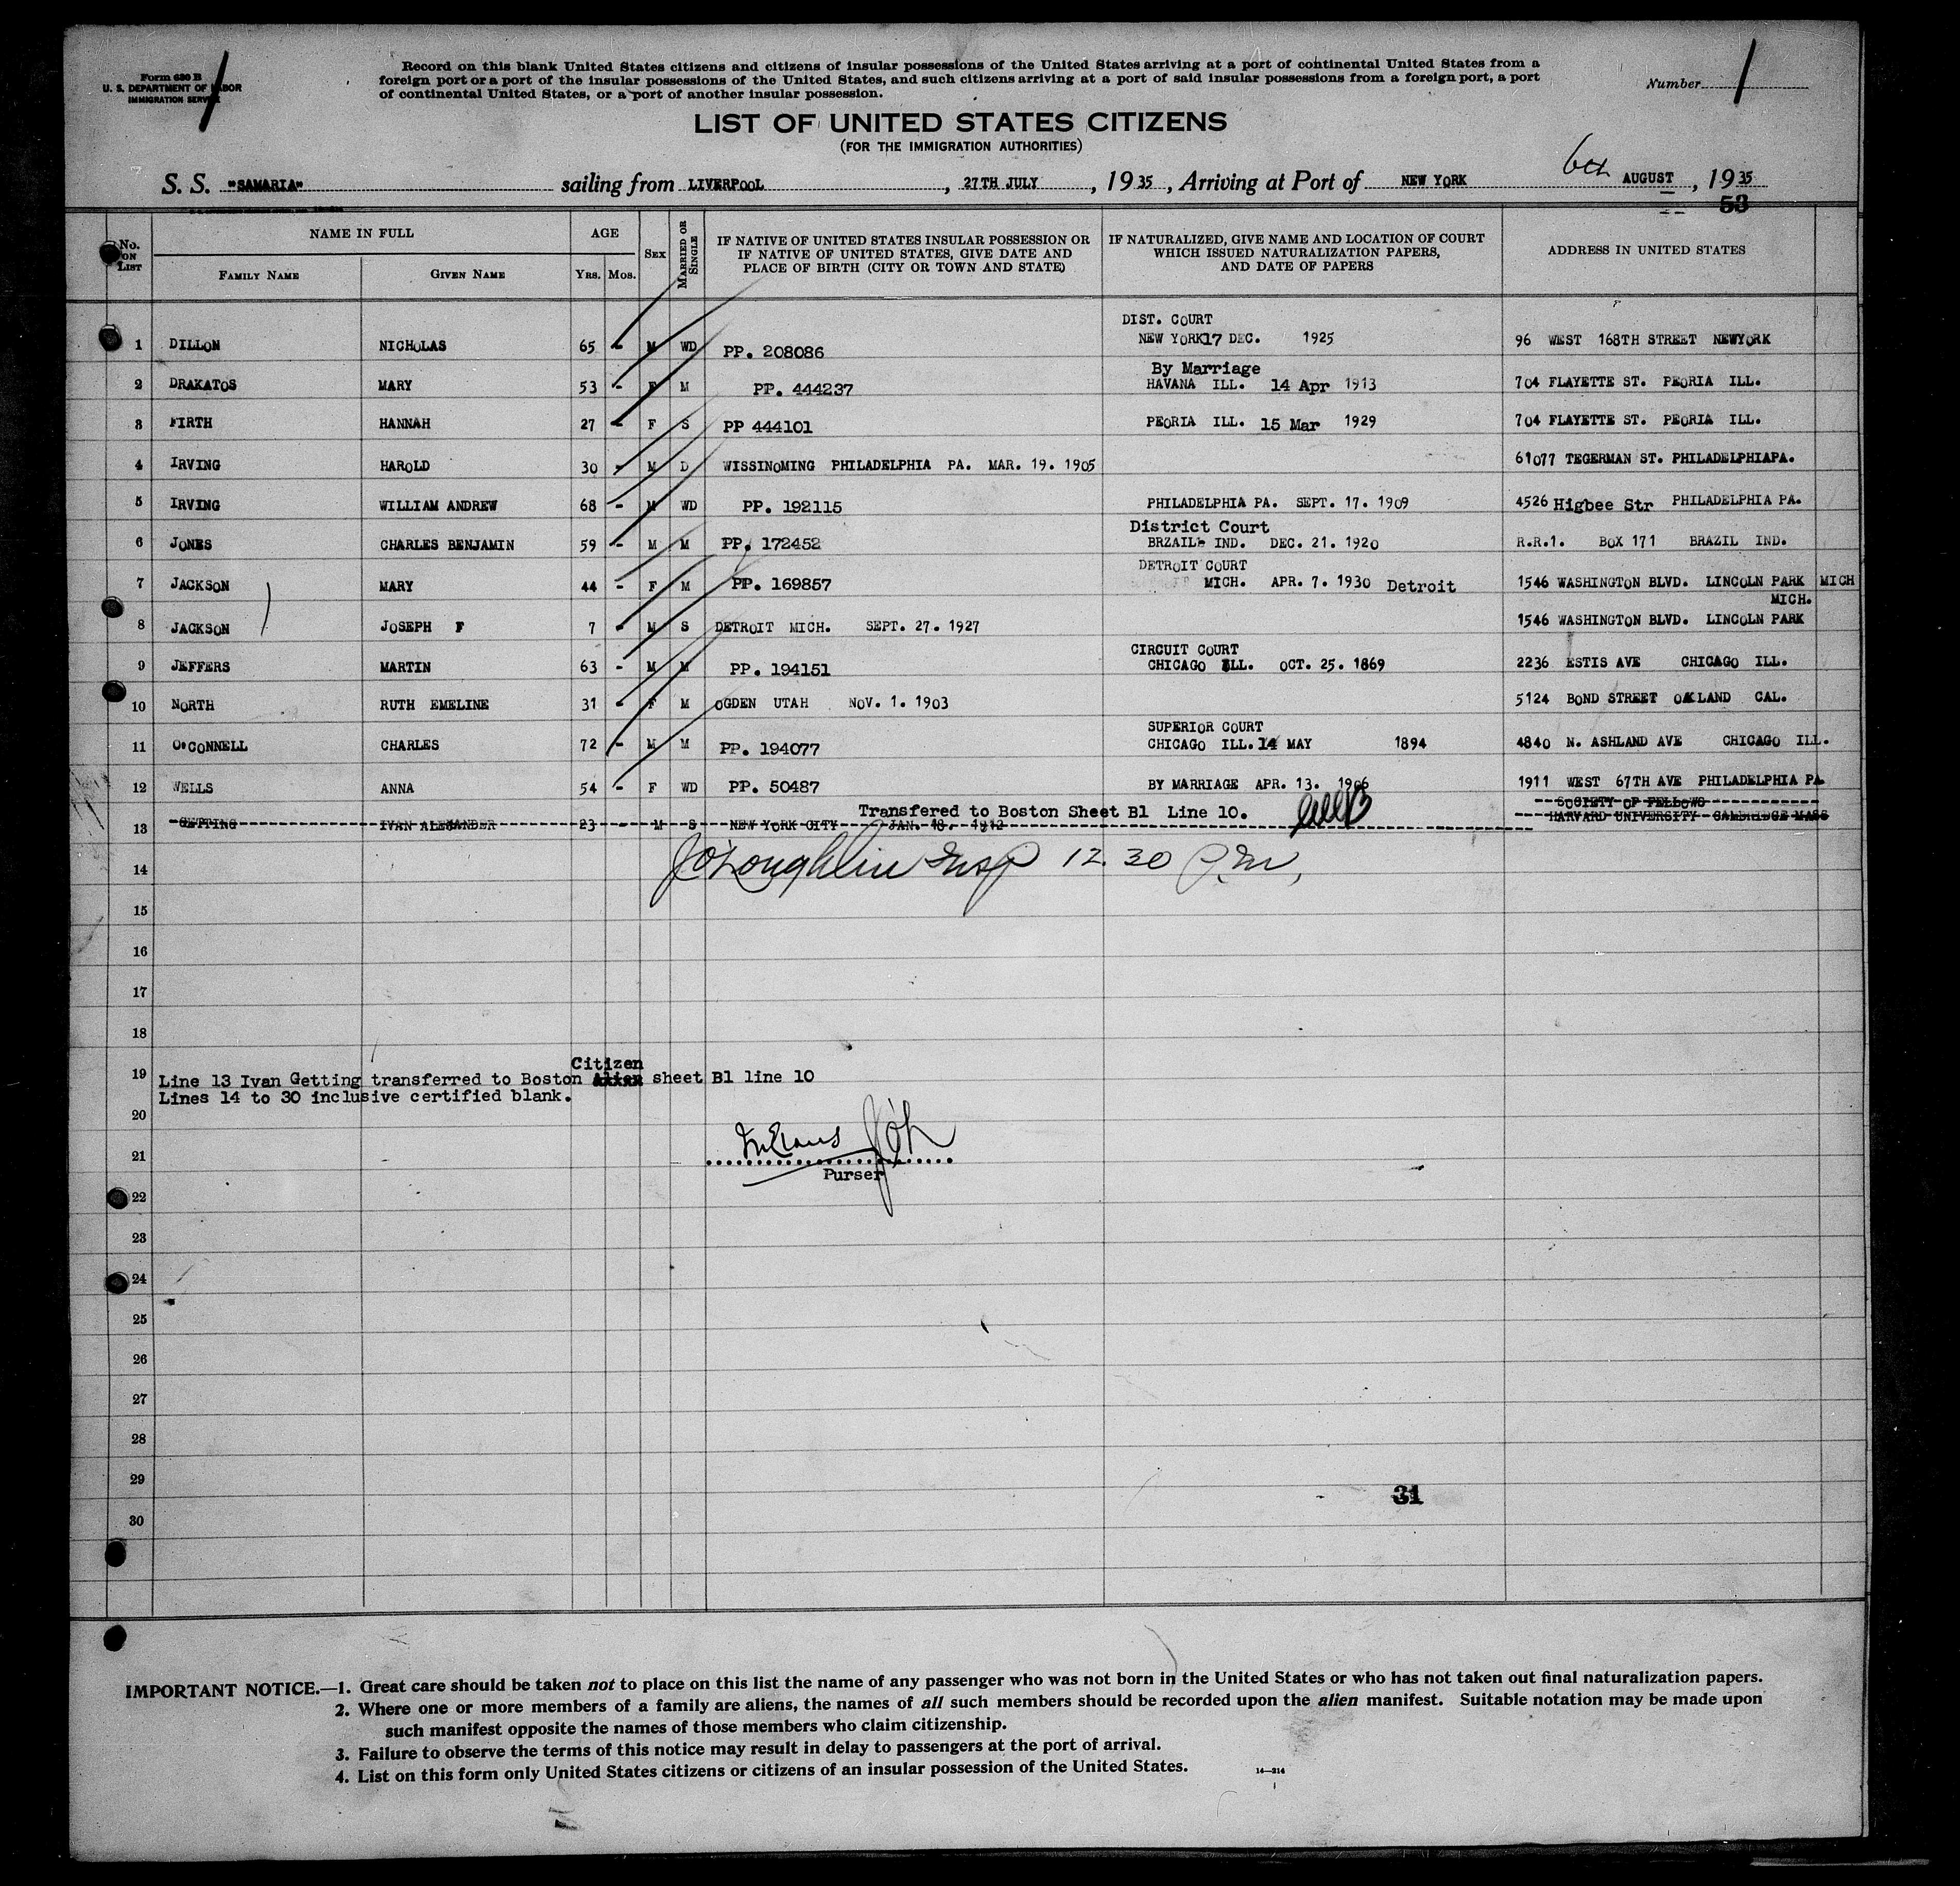 Form 630 B
U. S. DEPARTMENT OF LABOR
IMMIGRATION SERVICE
Record on this blank United States citizens and citizens of insular possessions of the United States arriving at a port of continental United States from a
foreign port or a port of the insular possessions of the United States, and such citizens arriving at a port of said insular possessions from a foreign port, a port
of continental United States, or a port of another insular possession.
Number 1
LIST OF UNITED STATES CITIZENS
(FOR THE IMMIGRATION AUTHORITIES)
S. S. "SAMARIA" sailing from LIVERPOOL, 27TH JULY, 1935, Arriving at Port of NEW YORK 6th AUGUST, 1935
53
No. ON LIST NAME IN FULL AGE SEX MARRIED OR SINGLE IF NATIVE OF UNITED STATES INSULAR POSSESSION OR IF NATIVE OF UNITED STATES, GIVE DATE AND PLACE OF BIRTH (CITY OR TOWN AND STATE) IF NATURALIZED, GIVE NAME AND LOCATION OF COURT WHICH ISSUED NATURALIZATION PAPERS, AND DATE OF PAPERS ADDRESS IN UNITED STATES
FAMILY NAME GIVEN NAME YRS. MOS.
DIST. COURT
1 DILLON NICHOLAS 65 - M WD PP. 208086 NEW YORK 17 DEC. 1925 96 WEST 168TH STREET NEWYORK
By Marriage
2 DRAKATOS MARY 53 - F M PP. 444237 HAVANA ILL. 14 Apr 1913 704 FLAYETTE ST. PEORIA ILL.
3 FIRTH HANNAH 27 - F S PP 444101 PEORIA ILL. 15 Mar 1929 704 FLAYETTE ST. PEORIA ILL.
4 IRVING HAROLD 30 - M D WISSINOMING PHILADELPHIA PA. MAR. 19. 1905 61077 TEGERMAN ST. PHILADELPHIAPA.
5 IRVING WILLIAM ANDREW 68 - M WD PP. 192115 PHILADELPHIA PA. SEPT. 17. 1909 4526 Higbee Str PHILADELPHIA PA.
District Court
6 JONES CHARLES BENJAMIN 59 - M M PP. 172452 BRZAIL IND. DEC. 21. 1920 R.R.1. BOX 171 BRAZIL IND.
DETROIT COURT
7 JACKSON MARY 44 - F M PP. 169857 MICH. APR. 7. 1930 Detroit 1546 WASHINGTON BLVD. LINCOLN PARK MICH
MICH.
8 JACKSON JOSEPH F 7 - M S DETROIT MICH. SEPT. 27. 1927 1546 WASHINGTON BLVD. LINCOLN PARK
CIRCUIT COURT
9 JEFFERS MARTIN 63 - M M PP. 194151 CHICAGO ILL. OCT. 25. 1869 2236 ESTIS AVE CHICAGO ILL.
10 NORTH RUTH EMELINE 31 - F M OGDEN UTAH NOV. 1. 1903 5124 BOND STREET OAKLAND CAL.
SUPERIOR COURT
11 O'CONNELL CHARLES 72 - M M PP. 194077 CHICAGO ILL. 14 MAY 1894 4840 N. ASHLAND AVE CHICAGO ILL.
12 WELLS ANNA 54 - F WD PP. 50487 BY MARRIAGE APR. 13. 1906 1911 WEST 67TH AVE PHILADELPHIA PA
Transfered to Boston Sheet B1 Line 10. SOCIETY OF FELLOWS
13 GETTING IVAN ALEXANDER 23 - M S NEW YORK CITY JAN. 18. 1912 HARVARD UNIVERSITY CAMBRIDGE MASS
14 J O'Loughlin Insp 12.30 P.M.
15
16
17
18
Citizen
19 Line 13 Ivan Getting transferred to Boston Alien sheet B1 line 10
Lines 14 to 30 inclusive certified blank.
20
21
Purser
22
23
24
25
26
27
28
29
31
30
IMPORTANT NOTICE.—1. Great care should be taken not to place on this list the name of any passenger who was not born in the United States or who has not taken out final naturalization papers.
2. Where one or more members of a family are aliens, the names of all such members should be recorded upon the alien manifest. Suitable notation may be made upon
such manifest opposite the names of those members who claim citizenship.
3. Failure to observe the terms of this notice may result in delay to passengers at the port of arrival.
4. List on this form only United States citizens or citizens of an insular possession of the United States.
14—214